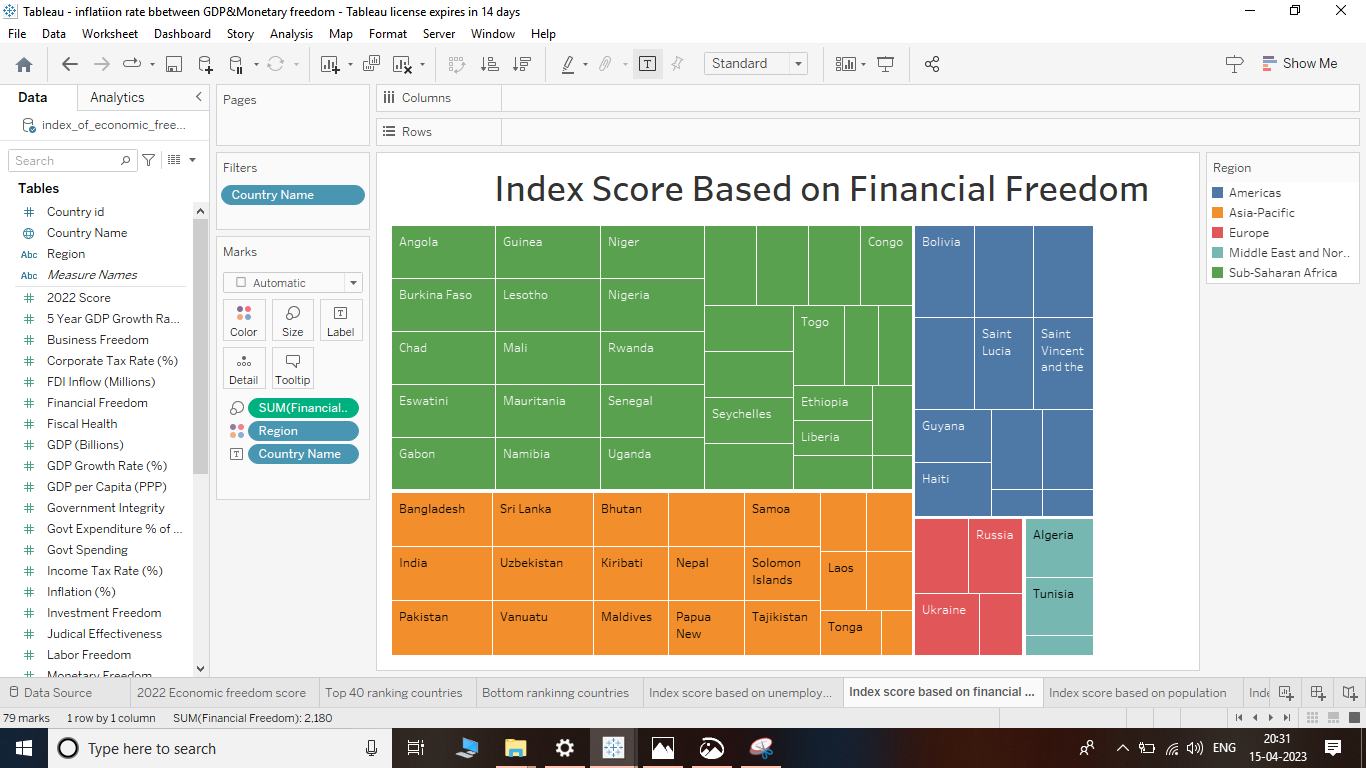 Tableau - inflatiion rate bbetween GDP&Monetary freedom - Tableau license expires in 14 days
File Data Worksheet Dashboard Story Analysis Map Format Server Window Help
Standard
Show Me
Data Analytics
index_of_economic_free...
Search
Tables
Country id
Country Name
Abc Region
Abc Measure Names
2022 Score
5 Year GDP Growth Ra...
Business Freedom
Corporate Tax Rate (%)
FDI Inflow (Millions)
Financial Freedom
Fiscal Health
GDP (Billions)
GDP Growth Rate (%)
GDP per Capita (PPP)
Government Integrity
Govt Expenditure % of ...
Govt Spending
Income Tax Rate (%)
Inflation (%)
Investment Freedom
Judical Effectiveness
Labor Freedom
Monetary Freedom
Pages
Filters
Country Name
Marks
Automatic
Color Size Label
Detail Tooltip
SUM(Financial..
Region
Country Name
Columns
Rows
Index Score Based on Financial Freedom
Angola Guinea Niger Congo
Burkina Faso Lesotho Nigeria
Togo
Chad Mali Rwanda
Eswatini Mauritania Senegal
Seychelles
Ethiopia
Liberia
Gabon Namibia Uganda
Bolivia
Saint
Lucia
Saint
Vincent
and the
Guyana
Haiti
Bangladesh Sri Lanka Bhutan Samoa
India Uzbekistan Kiribati Nepal Solomon
Islands
Laos
Pakistan Vanuatu Maldives Papua
New
Tajikistan
Tonga
Russia
Ukraine
Algeria
Tunisia
Region
Americas
Asia-Pacific
Europe
Middle East and Nor..
Sub-Saharan Africa
Data Source 2022 Economic freedom score Top 40 ranking countries Bottom rankinng countries Index score based on unemploy... Index score based on financial ... Index score based on population Inde
79 marks 1 row by 1 column SUM(Financial Freedom): 2,180
Type here to search
ENG
20:31
15-04-2023